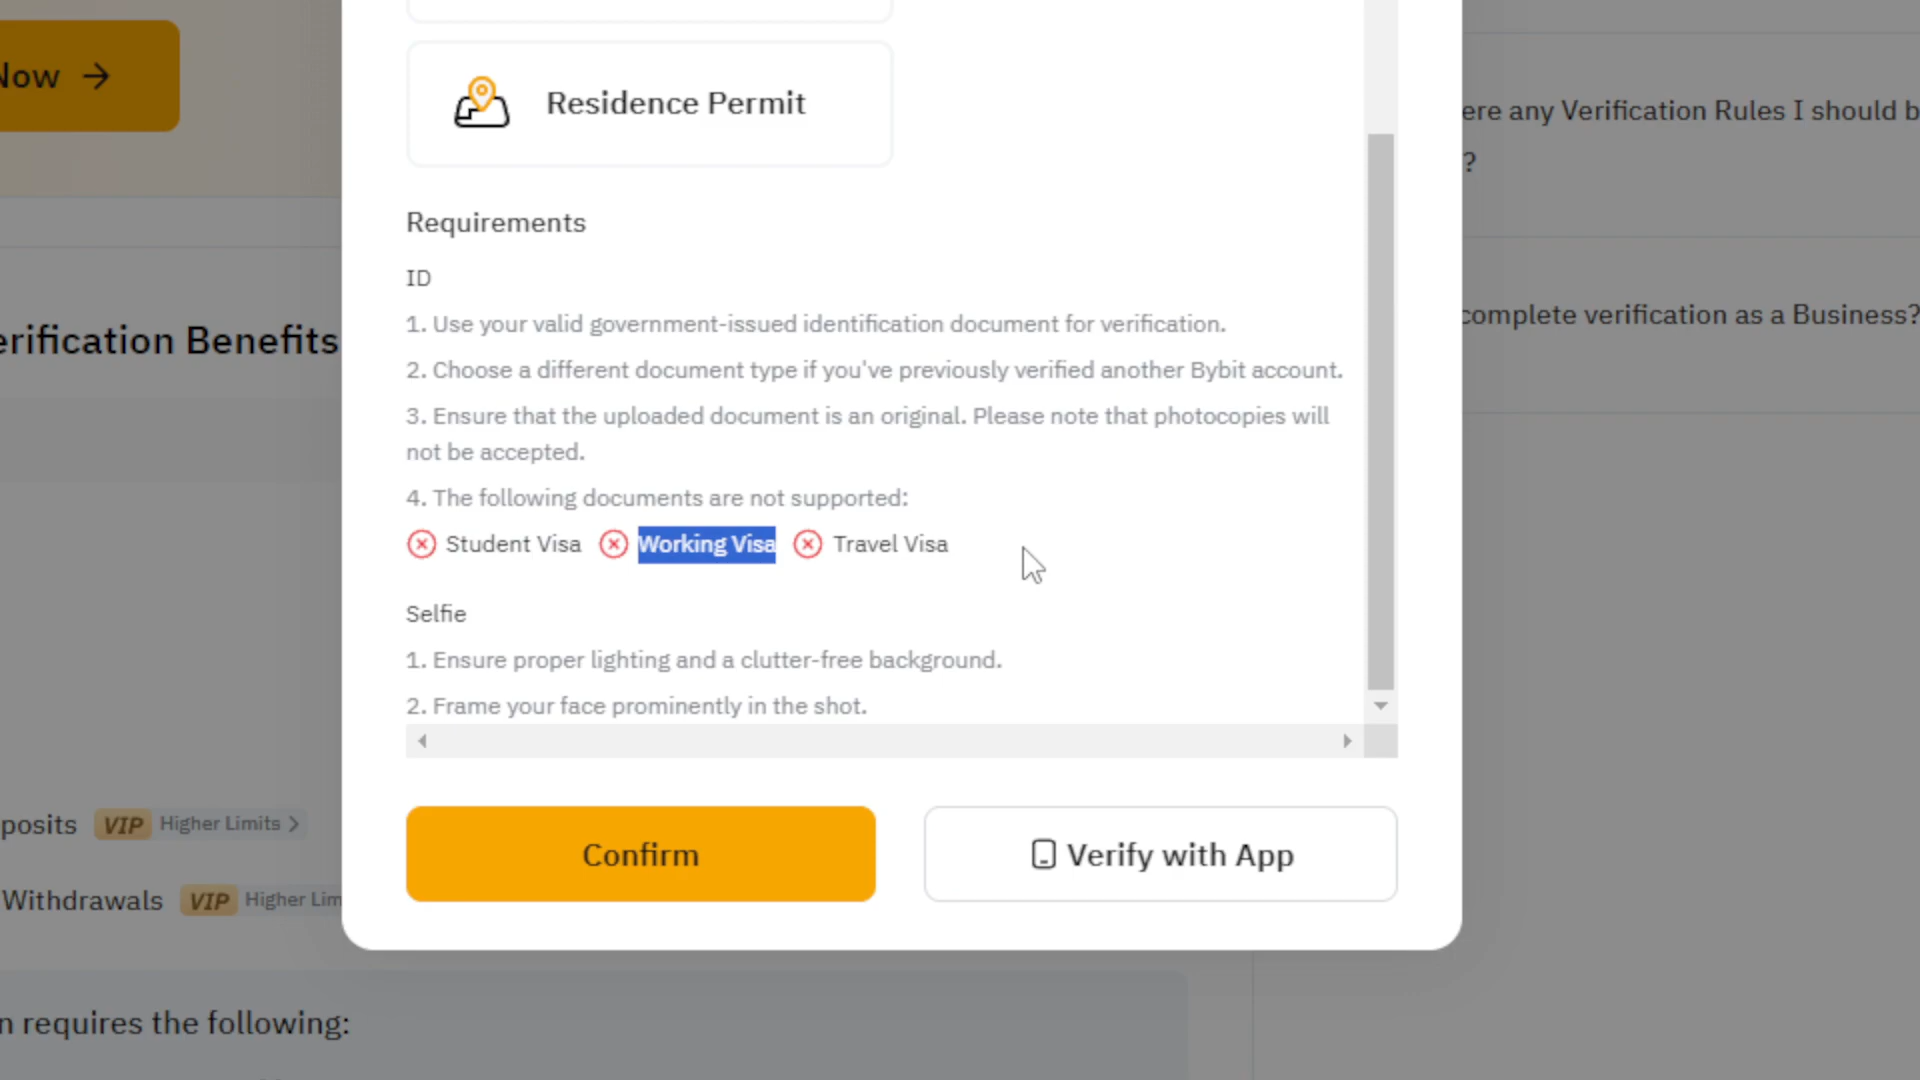 Now →
Residence Permit
ere any Verification Rules I should b
?
Requirements
ID
1. Use your valid government-issued identification document for verification.
complete verification as a Business?
erification Benefits
2. Choose a different document type if you've previously verified another Bybit account.
3. Ensure that the uploaded document is an original. Please note that photocopies will
not be accepted.
4. The following documents are not supported:
Student Visa Working Visa Travel Visa
Selfie
1. Ensure proper lighting and a clutter-free background.
2. Frame your face prominently in the shot.
posits VIP Higher Limits >
Confirm
Verify with App
Withdrawals VIP Higher Lim
n requires the following: